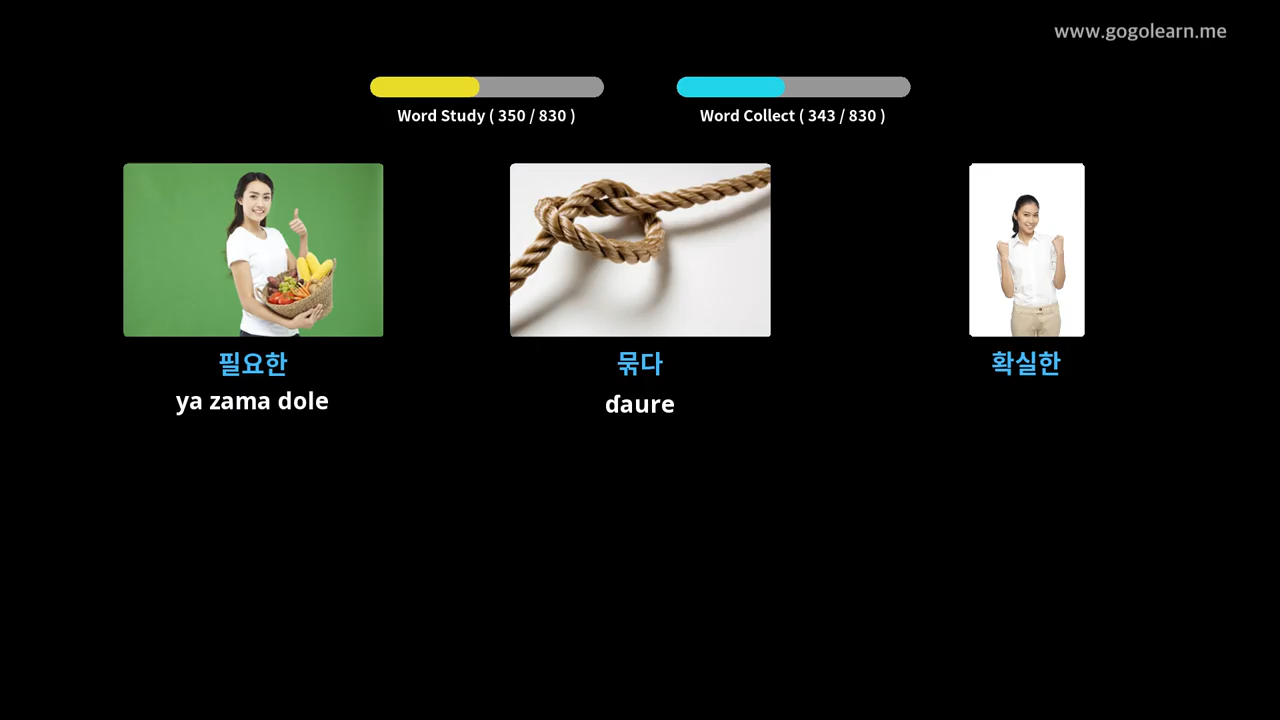 www.gogolearn.me
Word Study ( 350 / 830 )
Word Collect ( 343 / 830 )
필요한
ya zama dole
묶다
ɗaure
확실한